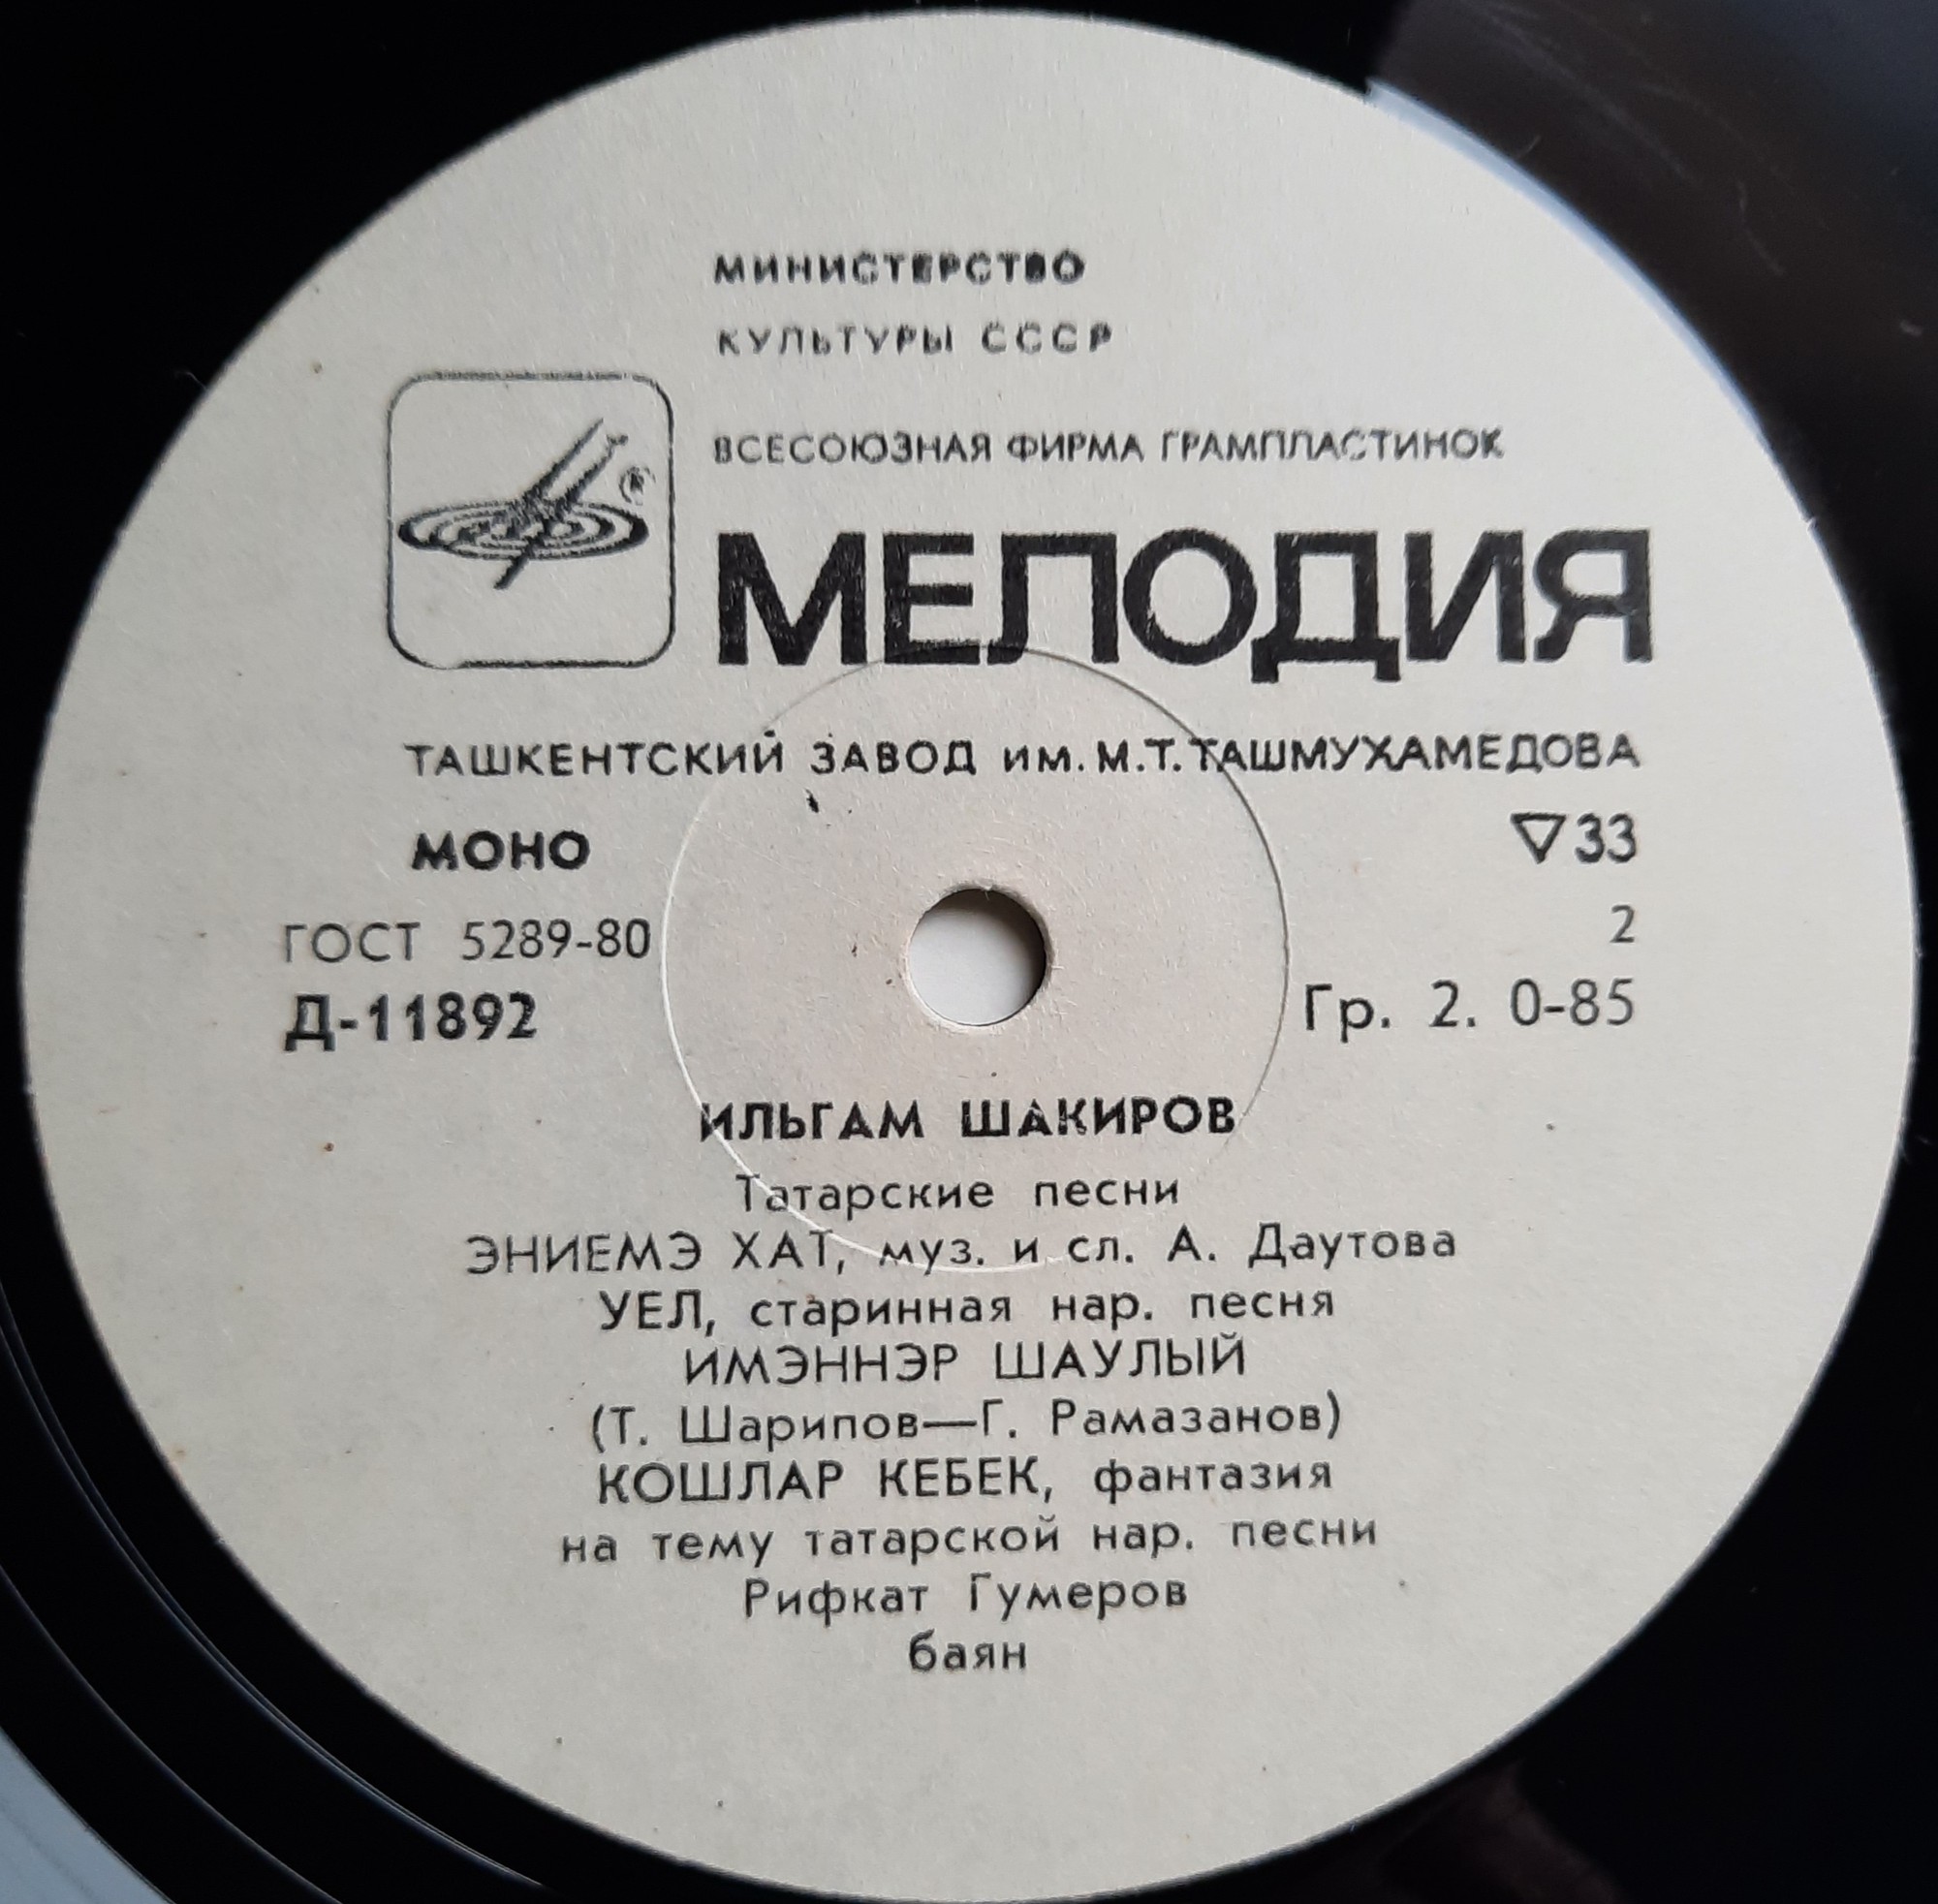 МИНИСТЕРСТВО
КУЛЬТУРЫ СССР
ВСЕСОЮЗНАЯ ФИРМА ГРАМПЛАСТИНОК
®
МЕЛОДИЯ
ТАШКЕНТСКИЙ ЗАВОД им. М.Т. ТАШМУХАМЕДОВА
МОНО ▽33
ГОСТ 5289-80 2
Д-11892 Гр. 2. 0-85
ИЛЬГАМ ШАКИРОВ
Татарские песни
ЭНИЕМЭ ХАТ, муз. и сл. А. Даутова
УЕЛ, старинная нар. песня
ИМЭННЭР ШАУЛЫЙ
(Т. Шарипов—Г. Рамазанов)
КОШЛАР КЕБЕК, фантазия
на тему татарской нар. песни
Рифкат Гумеров
баян